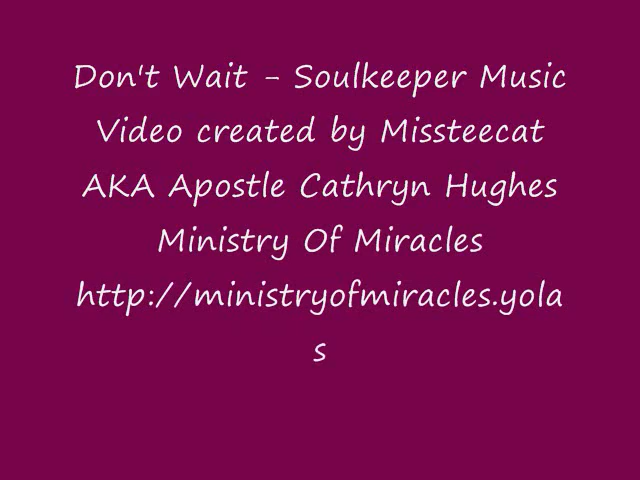 Don't Wait - Soulkeeper Music
Video created by Missteecat
AKA Apostle Cathryn Hughes
Ministry Of Miracles
http://ministryofmiracles.yola
s